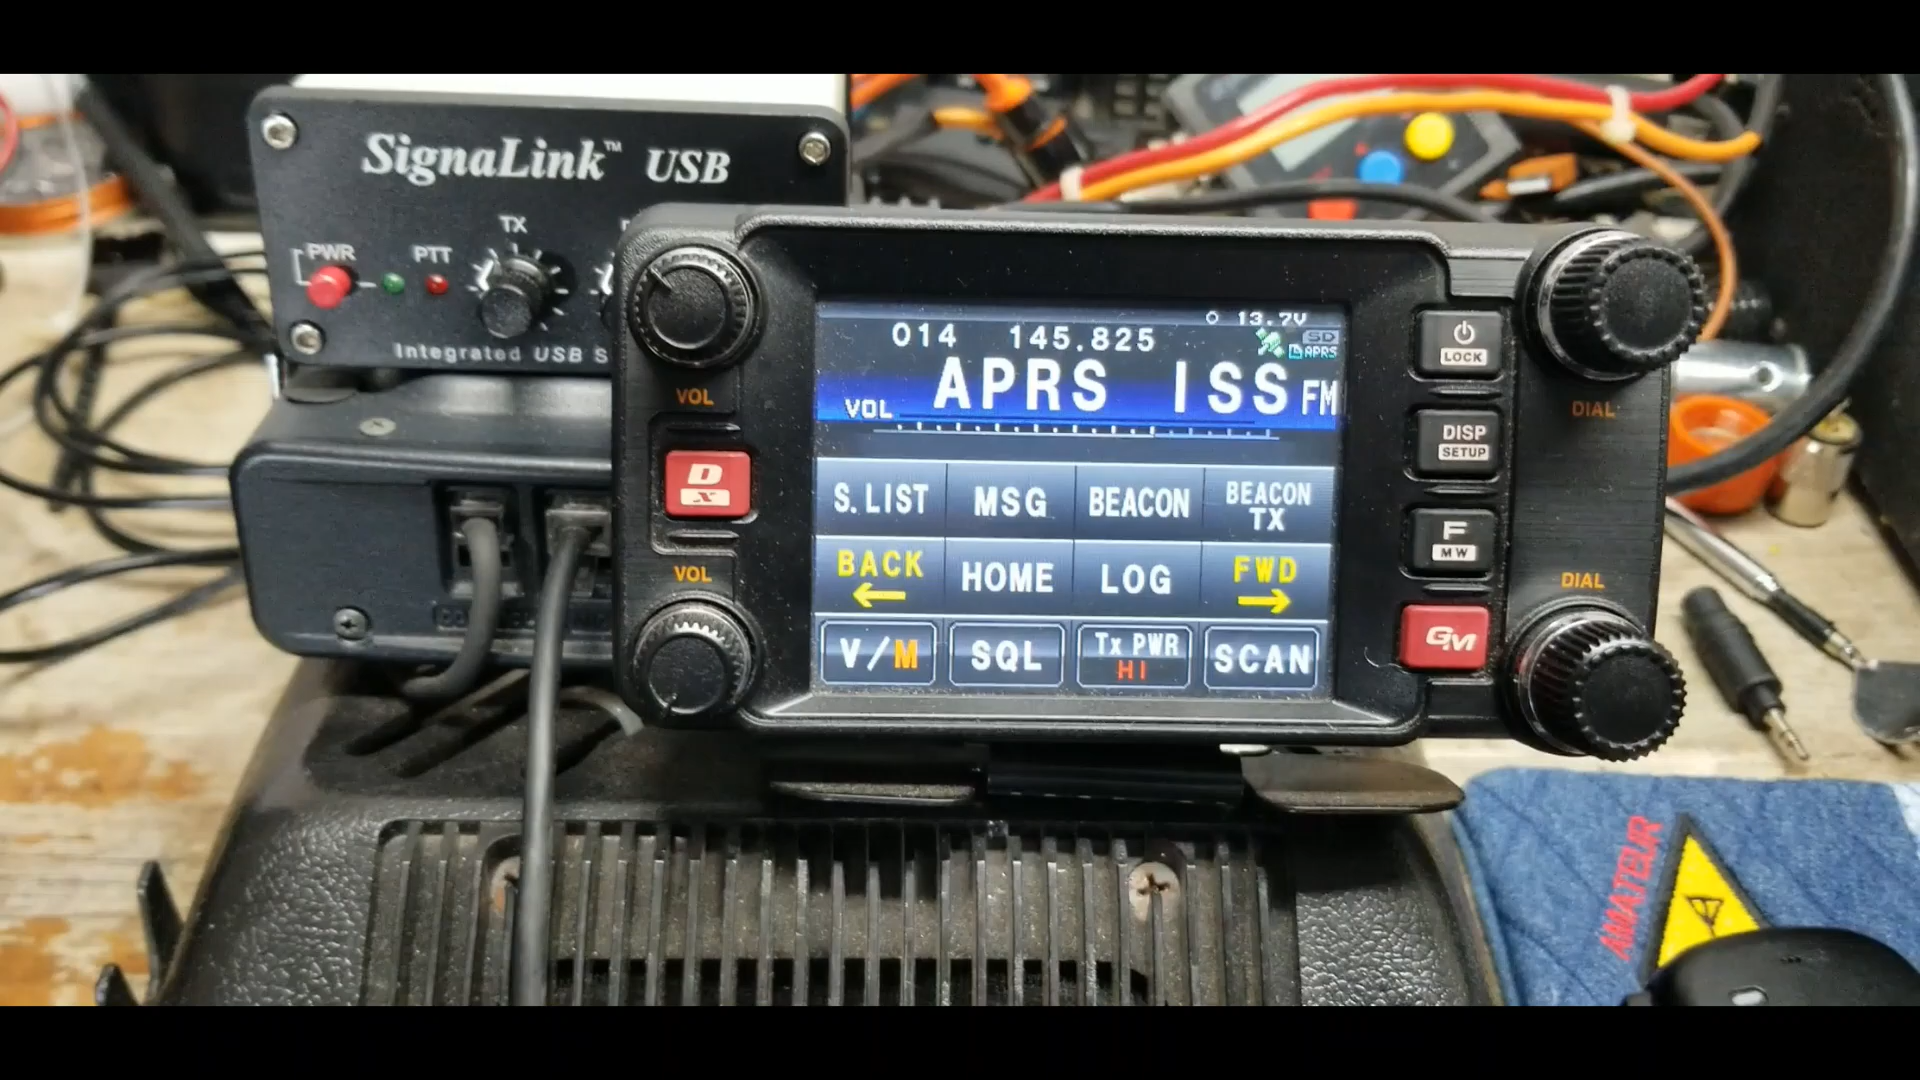 SignaLink™ USB
PWR
PTT
TX
Integrated USB S
VOL
D
X
VOL
13.7V
014 145.825
SD
APRS
APRS ISS FM
VOL
S.LIST MSG BEACON BEACON TX
BACK HOME LOG FWD
V/M SQL Tx PWR HI SCAN
LOCK
DISP
SETUP
F
MW
GM
DIAL
DIAL
AMATEUR